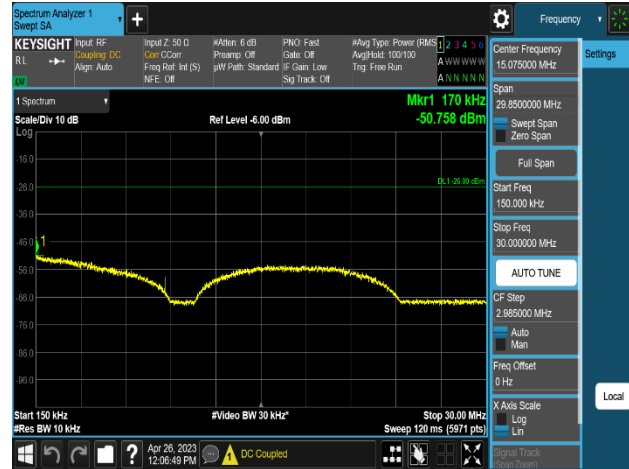 Spectrum Analyzer 1
Swept SA
Frequency
KEYSIGHT
Input: RF
Coupling: DC
Align: Auto
Input Z: 50 Ω
Corr CCorr
Freq Ref: Int (S)
NFE: Off
#Atten: 6 dB
Preamp: Off
µW Path: Standard
PNO: Fast
Gate: Off
IF Gain: Low
Sig Track: Off
#Avg Type: Power (RMS
Avg|Hold: 100/100
Trig: Free Run
1 2 3 4 5 6
A W W W W W
A N N N N N
R L
LXI
1 Spectrum
Scale/Div 10 dB
Log
Ref Level -6.00 dBm
Mkr1 170 kHz
-50.758 dBm
DL1 -26.00 dBm
-16.0
-26.0
-36.0
-46.0
-56.0
-66.0
-76.0
-86.0
-96.0
1
Start 150 kHz
#Res BW 10 kHz
#Video BW 30 kHz*
Stop 30.00 MHz
Sweep 120 ms (5971 pts)
Center Frequency
15.075000 MHz
Settings
Span
29.8500000 MHz
Swept Span
Zero Span
Full Span
Start Freq
150.000 kHz
Stop Freq
30.000000 MHz
AUTO TUNE
CF Step
2.985000 MHz
Auto
Man
Freq Offset
0 Hz
X Axis Scale
Log
Lin
Local
Signal Track
(Span Zoom)
?
Apr 26, 2023
12:06:49 PM
DC Coupled